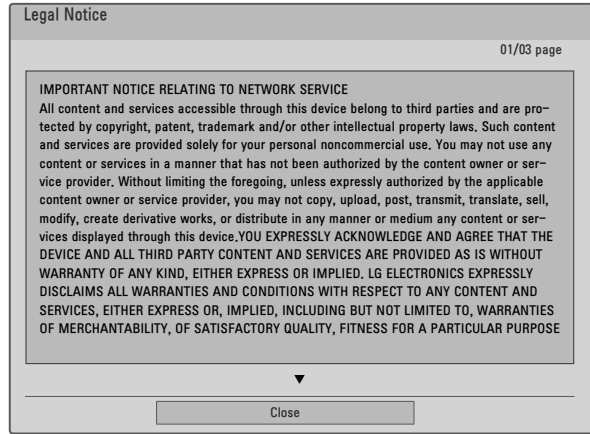 Legal Notice
01/03 page
IMPORTANT NOTICE RELATING TO NETWORK SERVICE
All content and services accessible through this device belong to third parties and are pro-
tected by copyright, patent, trademark and/or other intellectual property laws. Such content
and services are provided solely for your personal noncommercial use. You may not use any
content or services in a manner that has not been authorized by the content owner or ser-
vice provider. Without limiting the foregoing, unless expressly authorized by the applicable
content owner or service provider, you may not copy, upload, post, transmit, translate, sell,
modify, create derivative works, or distribute in any manner or medium any content or ser-
vices displayed through this device.YOU EXPRESSLY ACKNOWLEDGE AND AGREE THAT THE
DEVICE AND ALL THIRD PARTY CONTENT AND SERVICES ARE PROVIDED AS IS WITHOUT
WARRANTY OF ANY KIND, EITHER EXPRESS OR IMPLIED. LG ELECTRONICS EXPRESSLY
DISCLAIMS ALL WARRANTIES AND CONDITIONS WITH RESPECT TO ANY CONTENT AND
SERVICES, EITHER EXPRESS OR, IMPLIED, INCLUDING BUT NOT LIMITED TO, WARRANTIES
OF MERCHANTABILITY, OF SATISFACTORY QUALITY, FITNESS FOR A PARTICULAR PURPOSE
Close